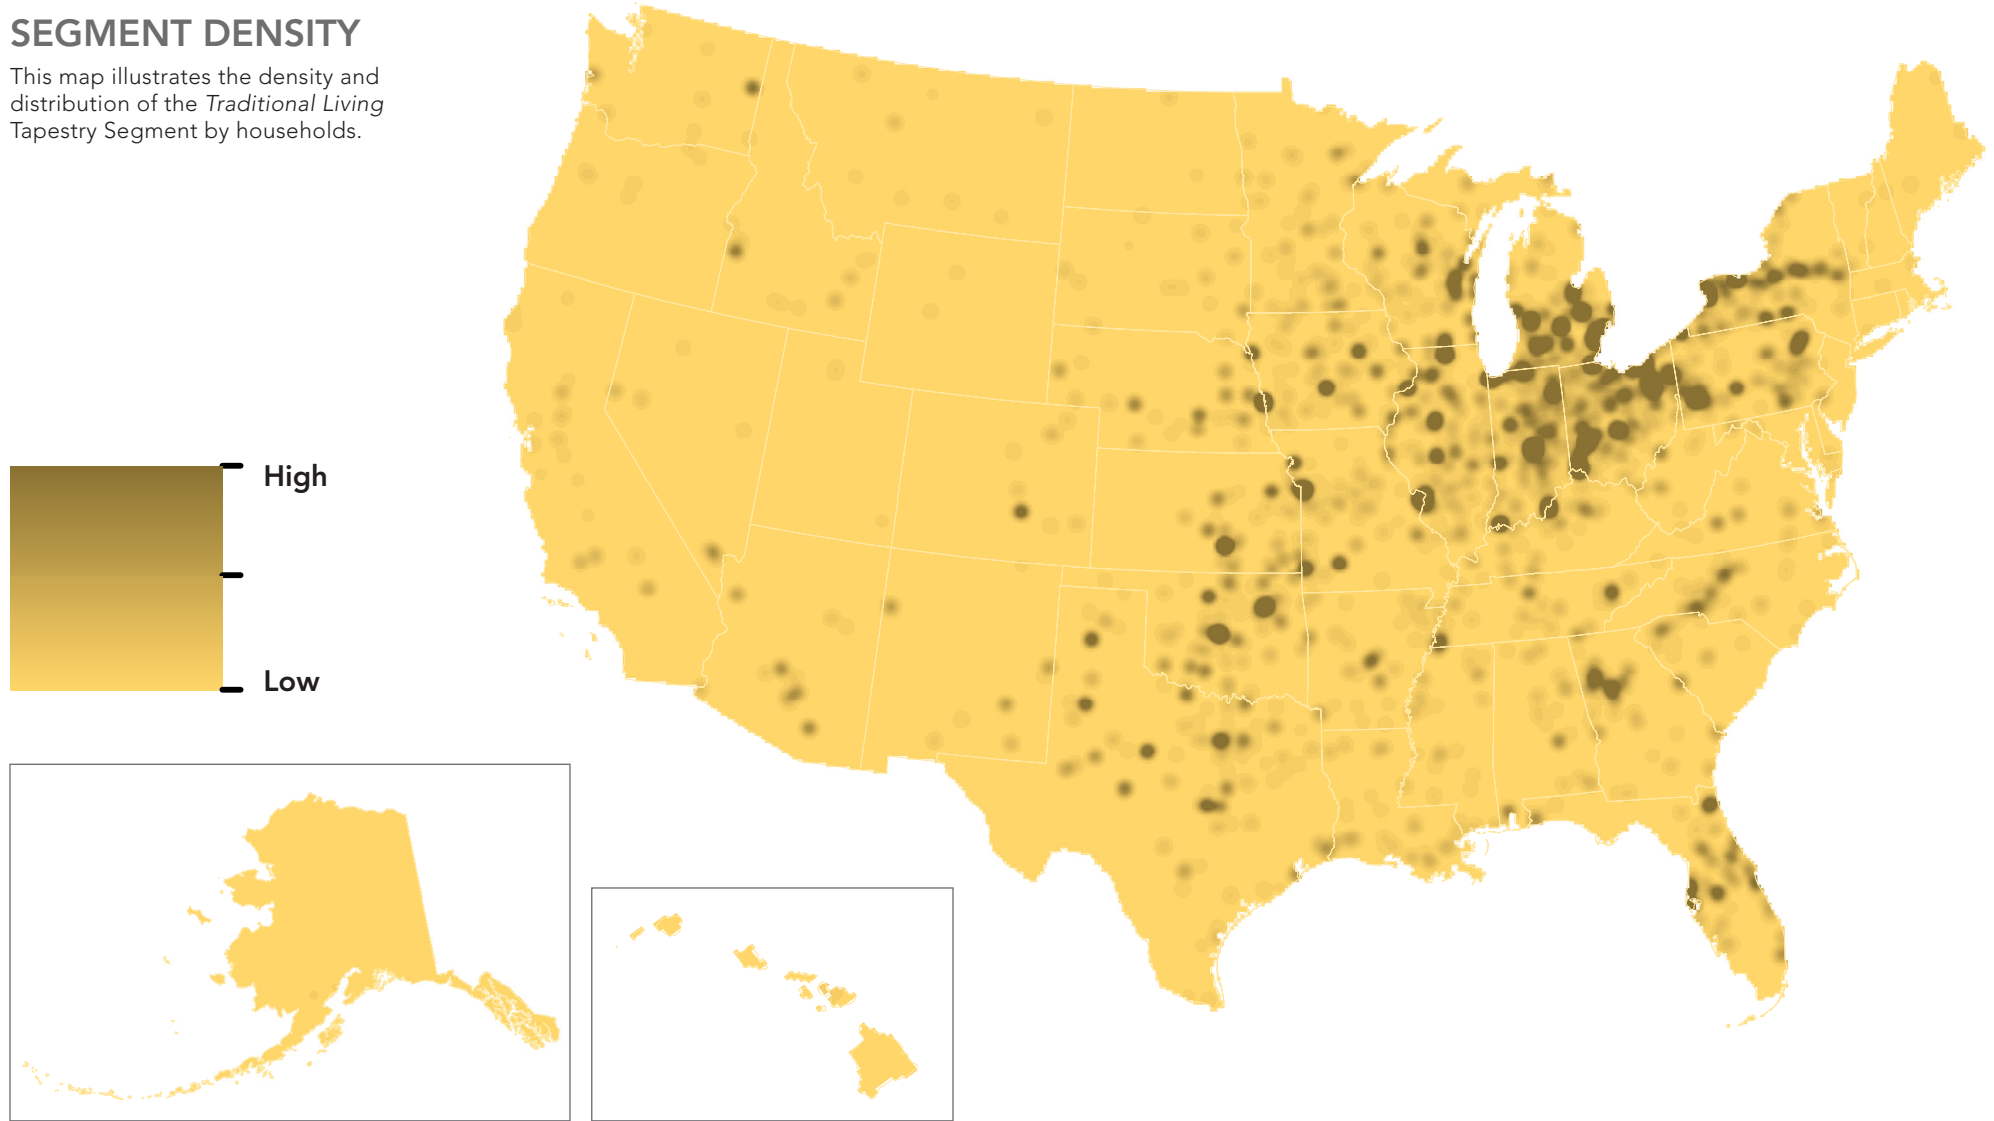 SEGMENT DENSITY
This map illustrates the density and
distribution of the Traditional Living
Tapestry Segment by households.
High
Low